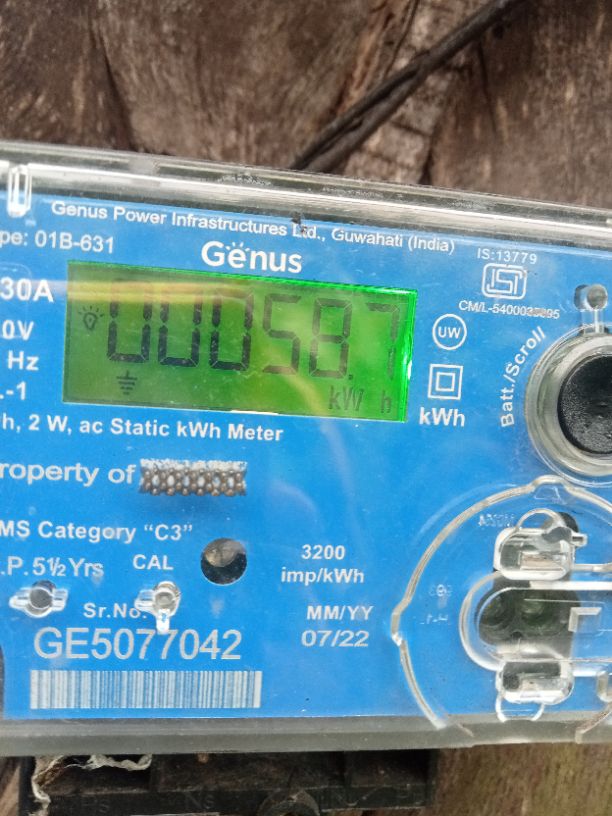 Genus Power Infrastructures Ltd., Guwahati (India)
pe: 01B-631
Genus
IS:13779
30A
00058.7
kW h
0V
Hz
.-1
UW
kWh
Batt./Scroll
h, 2 W, ac Static kWh Meter
roperty of
MS Category “C3”
.P. 5½ Yrs
CAL
3200
imp/kWh
Sr.No.
MM/YY
GE5077042
07/22